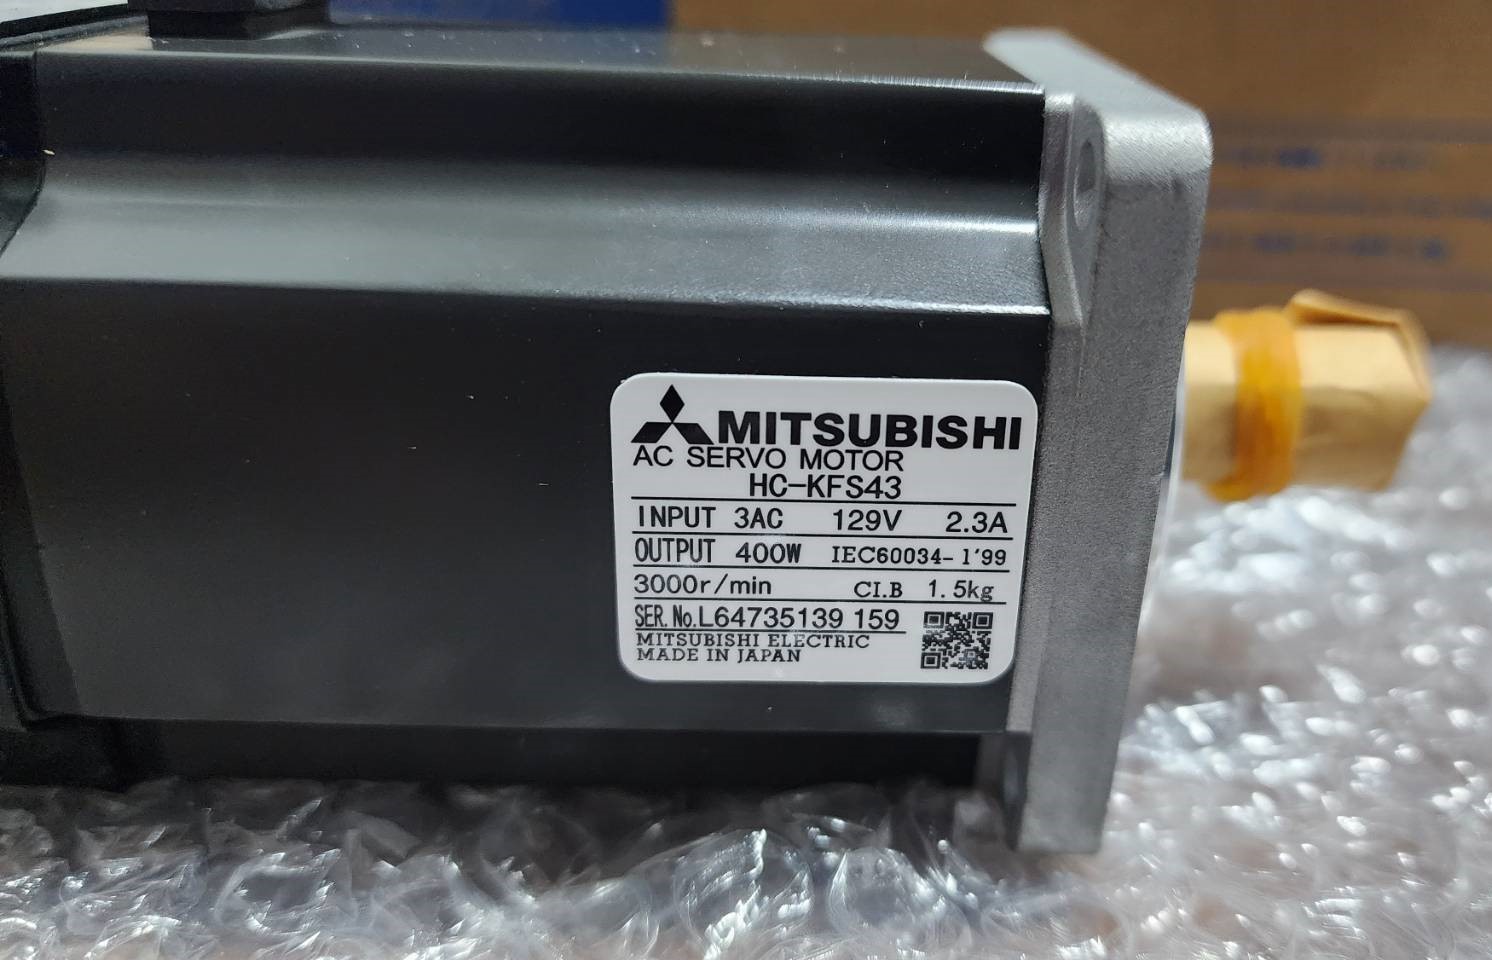 MITSUBISHI
AC SERVO MOTOR
HC-KFS43
INPUT 3AC 129V 2.3A
OUTPUT 400W IEC60034-1'99
3000r/min CI.B 1.5kg
SER.No.L64735139 159
MITSUBISHI ELECTRIC
MADE IN JAPAN